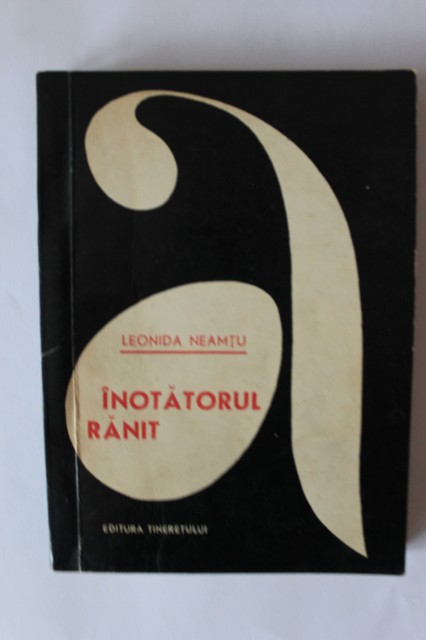 a
LEONIDA NEAMȚU
ÎNOTĂTORUL
RĂNIT
EDITURA TINERETULUI